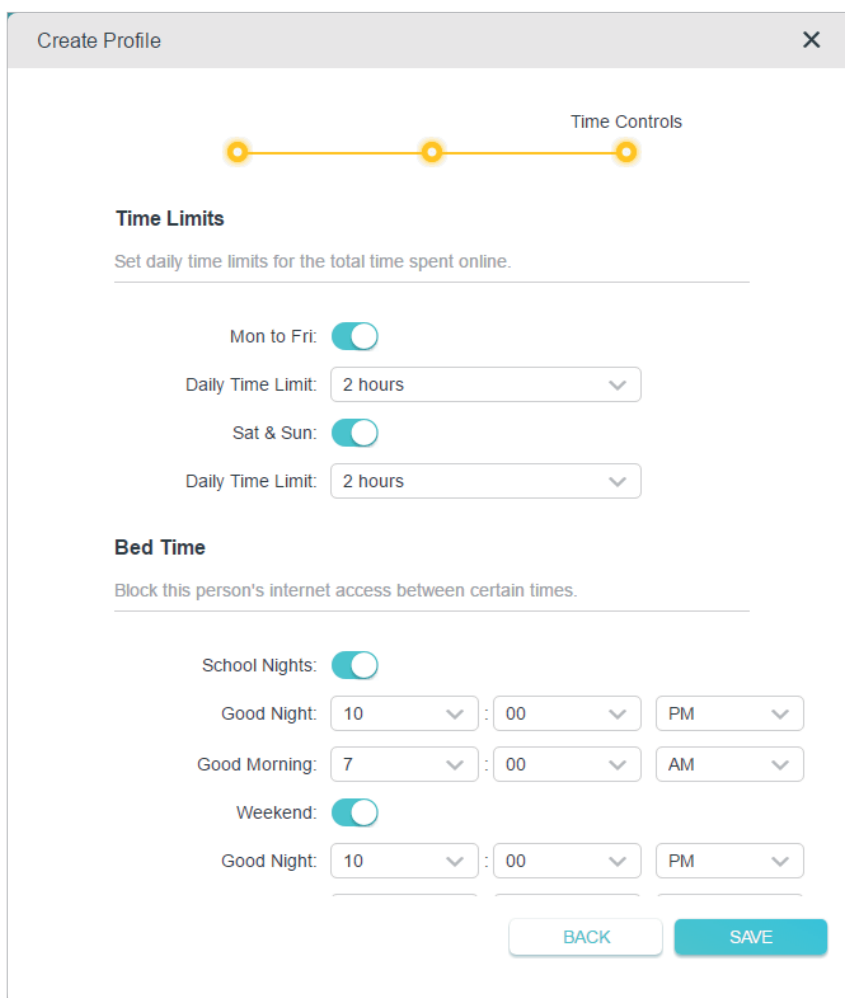 Create Profile
Time Controls
Time Limits
Set daily time limits for the total time spent online.
Mon to Fri:
Daily Time Limit: 2 hours
Sat & Sun:
Daily Time Limit: 2 hours
Bed Time
Block this person's internet access between certain times.
School Nights:
Good Night: 10 : 00 PM
Good Morning: 7 : 00 AM
Weekend:
Good Night: 10 : 00 PM
BACK SAVE